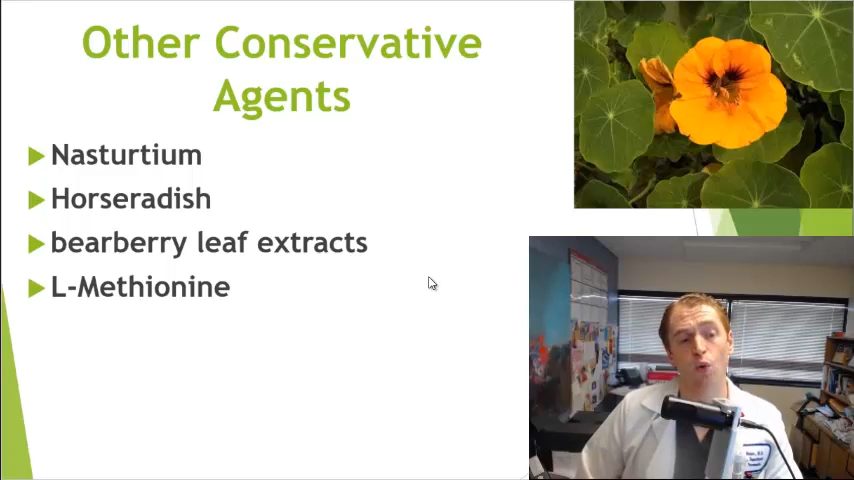 Other Conservative
Agents
Nasturtium
Horseradish
bearberry leaf extracts
L-Methionine